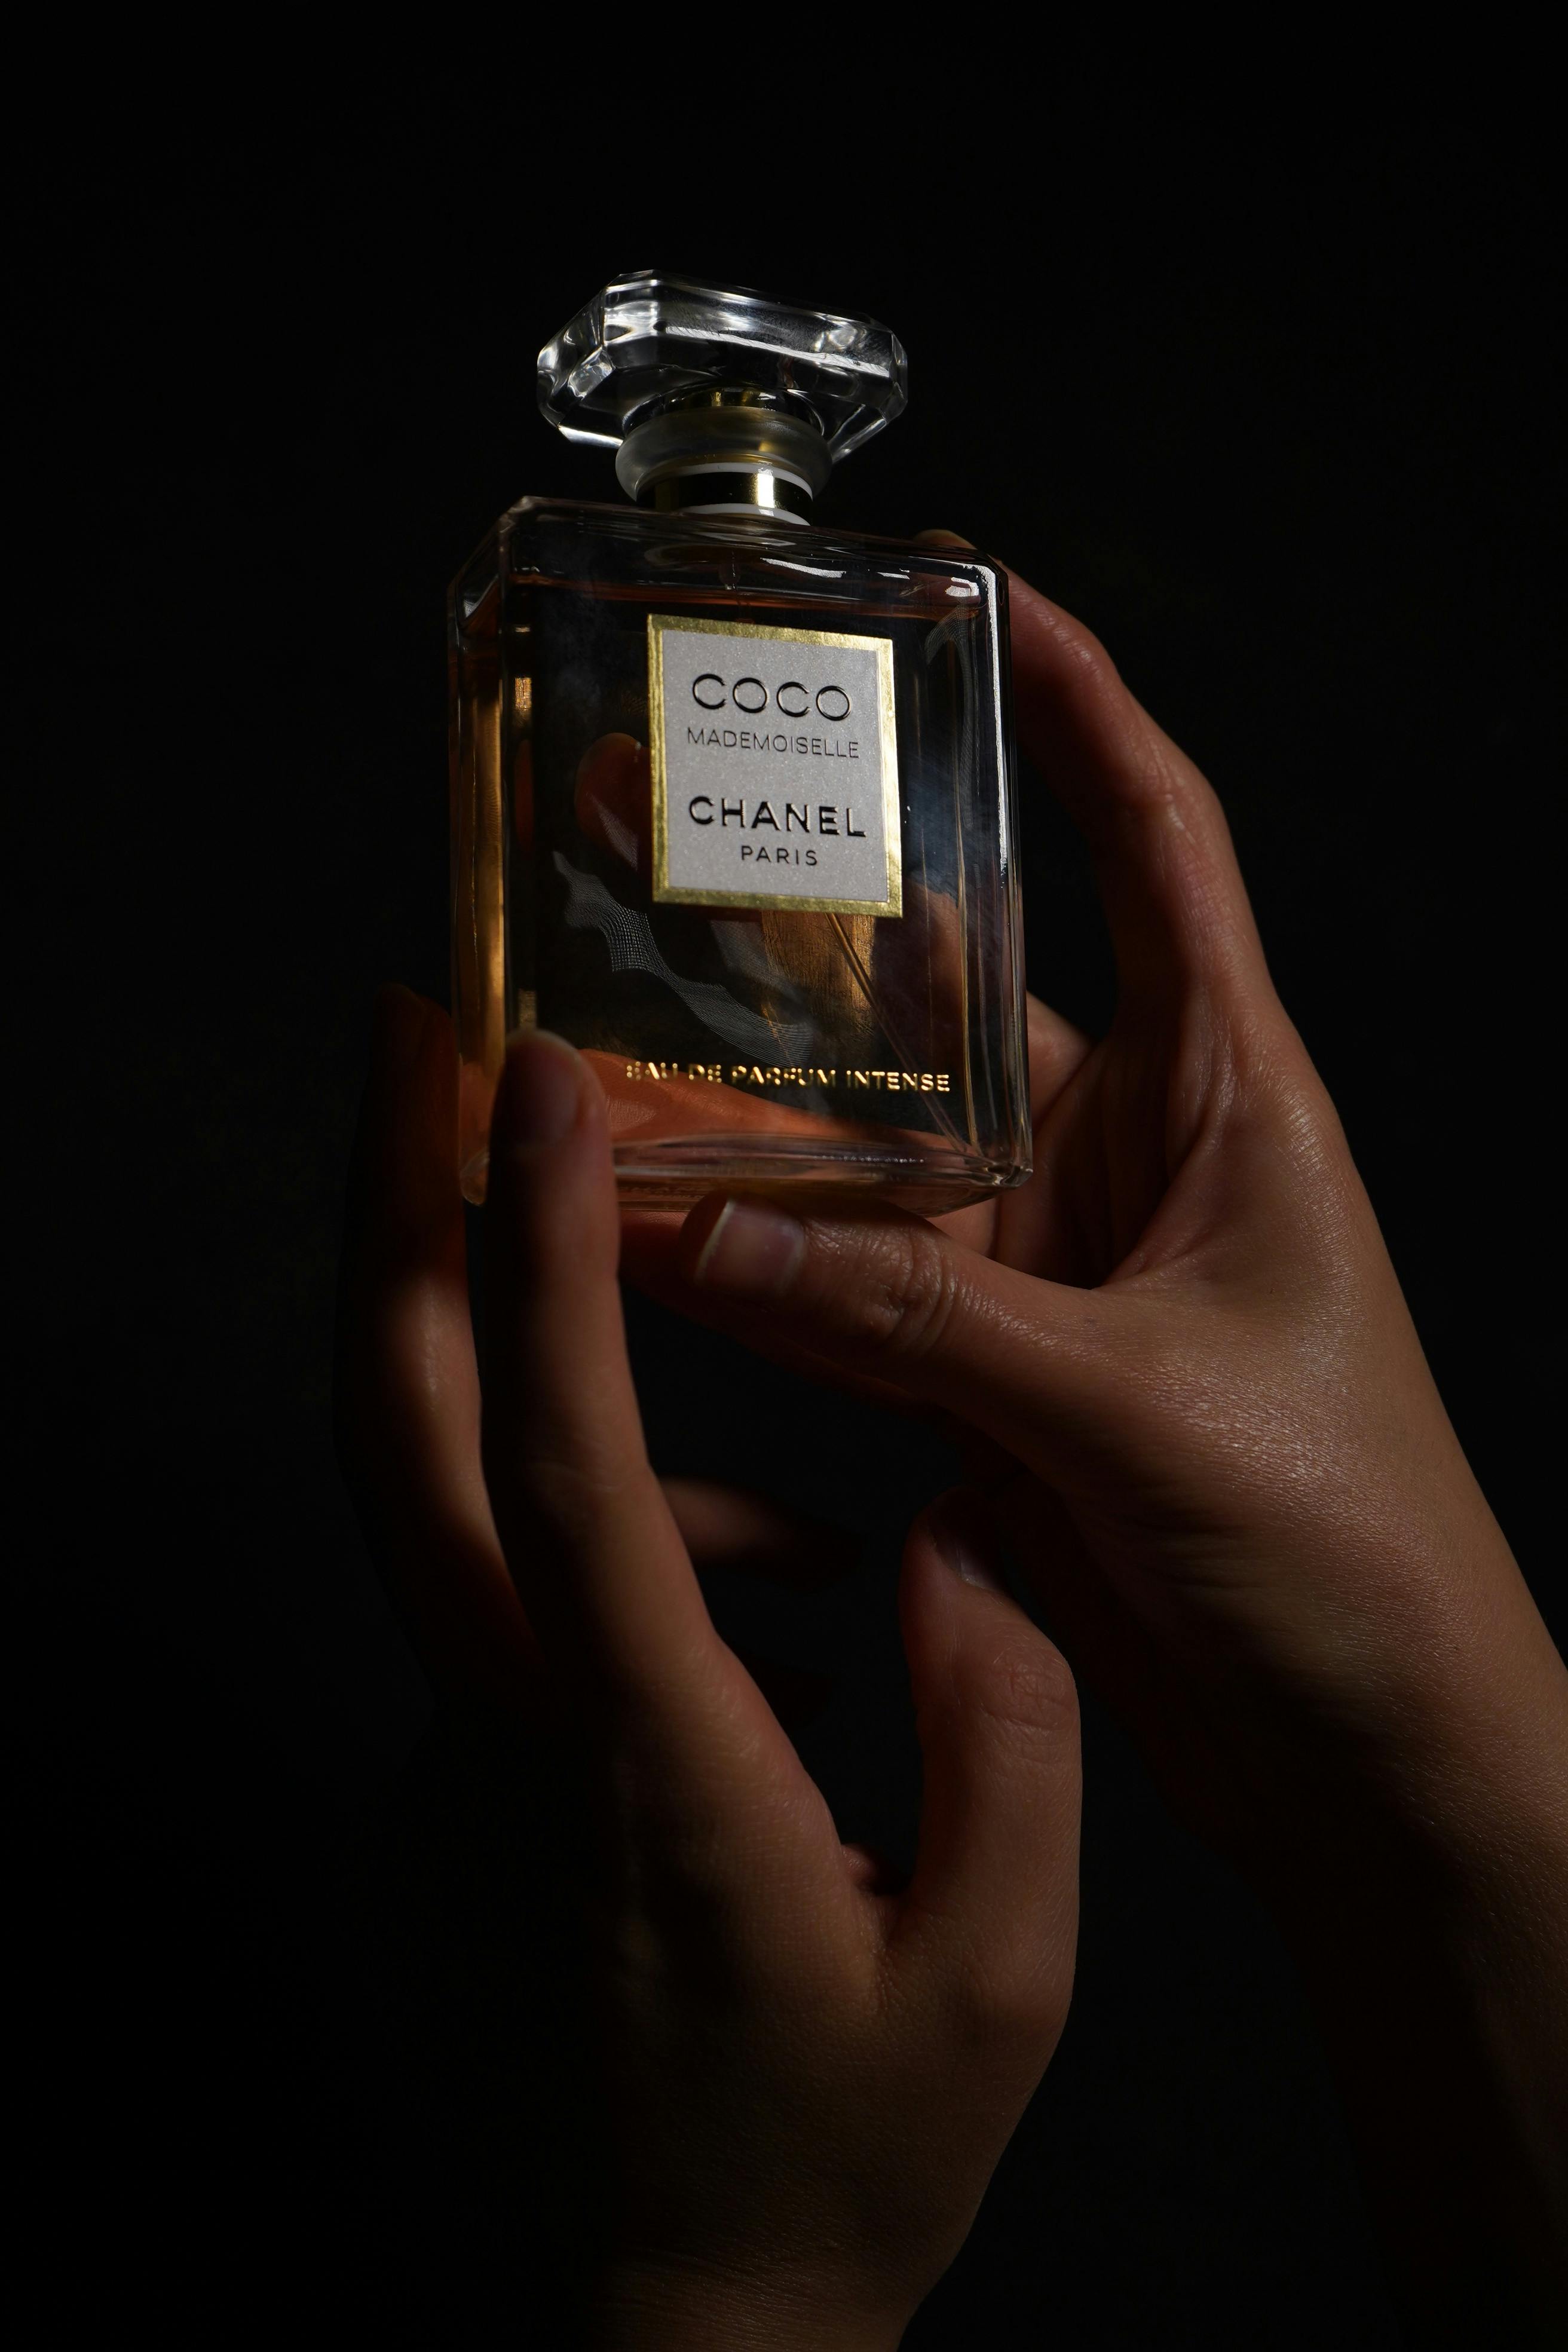 COCO
MADEMOISELLE
CHANEL
PARIS
EAU DE PARFUM INTENSE